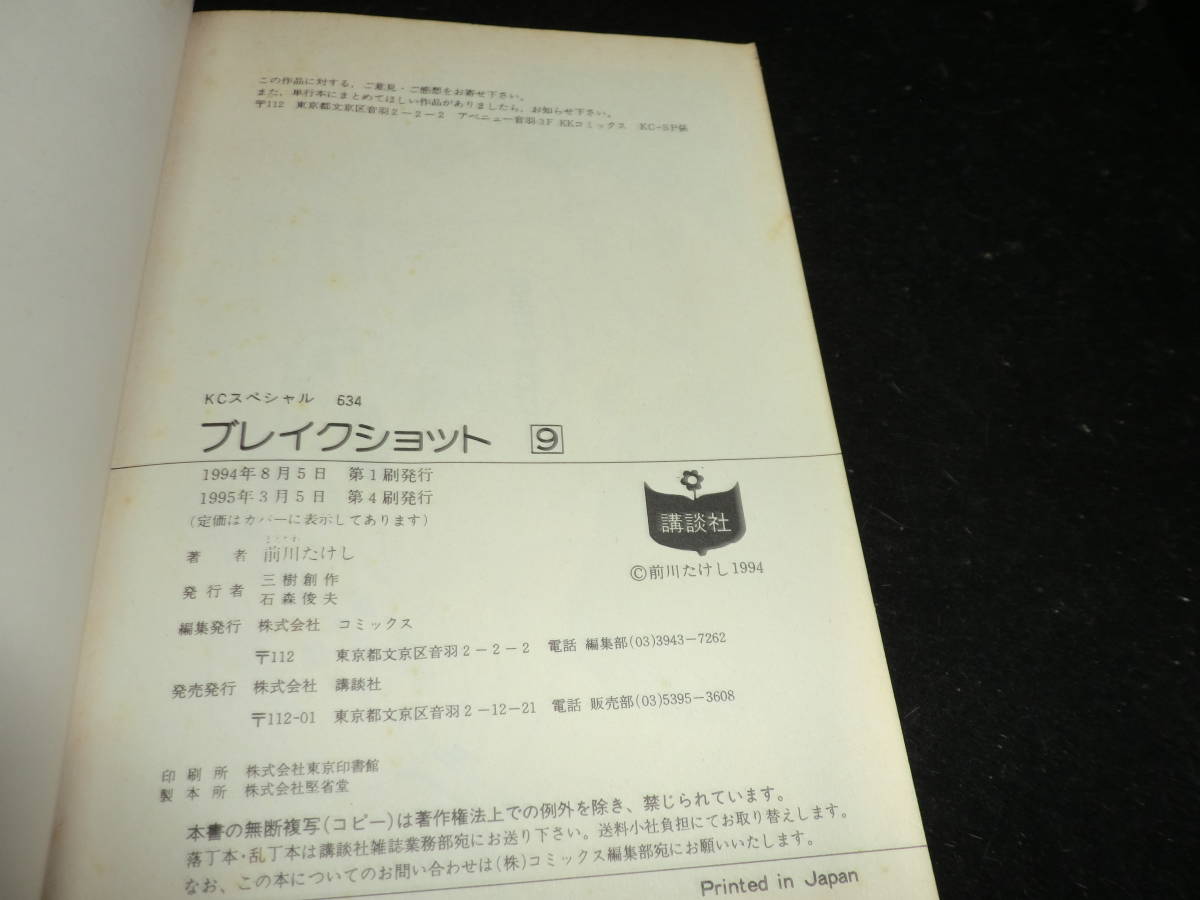 この作品に対する、ご意見・ご感想をお寄せ下さい。
また、単行本にまとめてほしい作品がありましたら、お知らせ下さい。
〒112 東京都文京区音羽2-2-2 アベニュー音羽3F KKコミックス KC-SP係
KCスペシャル 634
ブレイクショット 9
1994年8月5日 第1刷発行
1995年3月5日 第4刷発行
(定価はカバーに表示してあります)
著者 前川たけし
発行者 三樹創作
石森俊夫
講談社
©前川たけし1994
編集発行 株式会社 コミックス
〒112 東京都文京区音羽2-2-2 電話 編集部(03)3943-7262
発売発行 株式会社 講談社
〒112-01 東京都文京区音羽2-12-21 電話 販売部(03)5395-3608
印刷所 株式会社東京印書館
製本所 株式会社堅省堂
本書の無断複写(コピー)は著作権法上での例外を除き、禁じられています。
落丁本・乱丁本は講談社雑誌業務部宛にお送り下さい。送料小社負担にてお取り替えします。
なお、この本についてのお問い合わせは(株)コミックス編集部宛にお願いいたします。
Printed in Japan